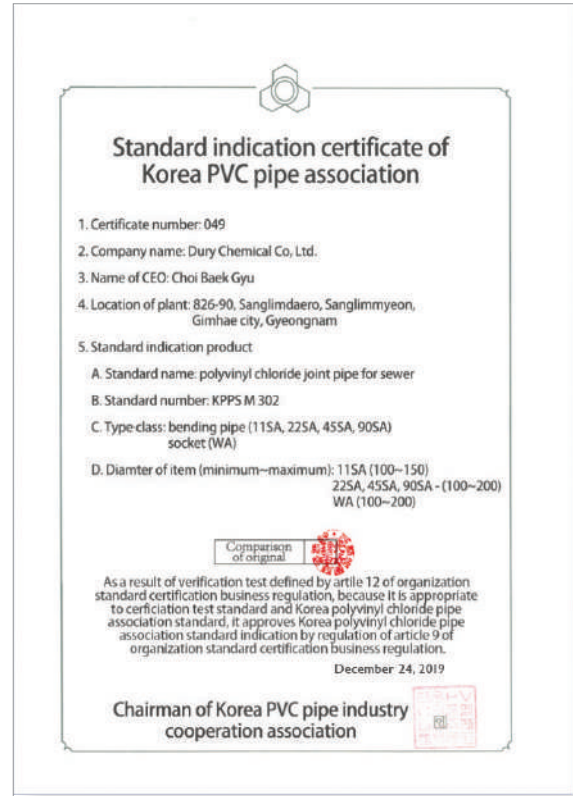 Standard indication certificate of
Korea PVC pipe association
1. Certificate number: 049
2. Company name: Dury Chemical Co, Ltd.
3. Name of CEO: Choi Baek Gyu
4. Location of plant: 826-90, Sanglimdaero, Sanglimmyeon,
Gimhae city, Gyeongnam
5. Standard indication product
A. Standard name: polyvinyl chloride joint pipe for sewer
B. Standard number: KPPS M 302
C. Type·class: bending pipe (11SA, 22SA, 45SA, 90SA)
socket (WA)
D. Diamter of item (minimum~maximum): 11SA (100~150)
22SA, 45SA, 90SA - (100~200)
WA (100~200)
Comparison
of original
As a result of verification test defined by artile 12 of organization
standard certification business regulation, because it is appropriate
to cerficiation test standard and Korea polyvinyl chloride pipe
association standard, it approves Korea polyvinyl chloride pipe
association standard indication by regulation of article 9 of
organization standard certification business regulation.
December 24, 2019
Chairman of Korea PVC pipe industry
cooperation association